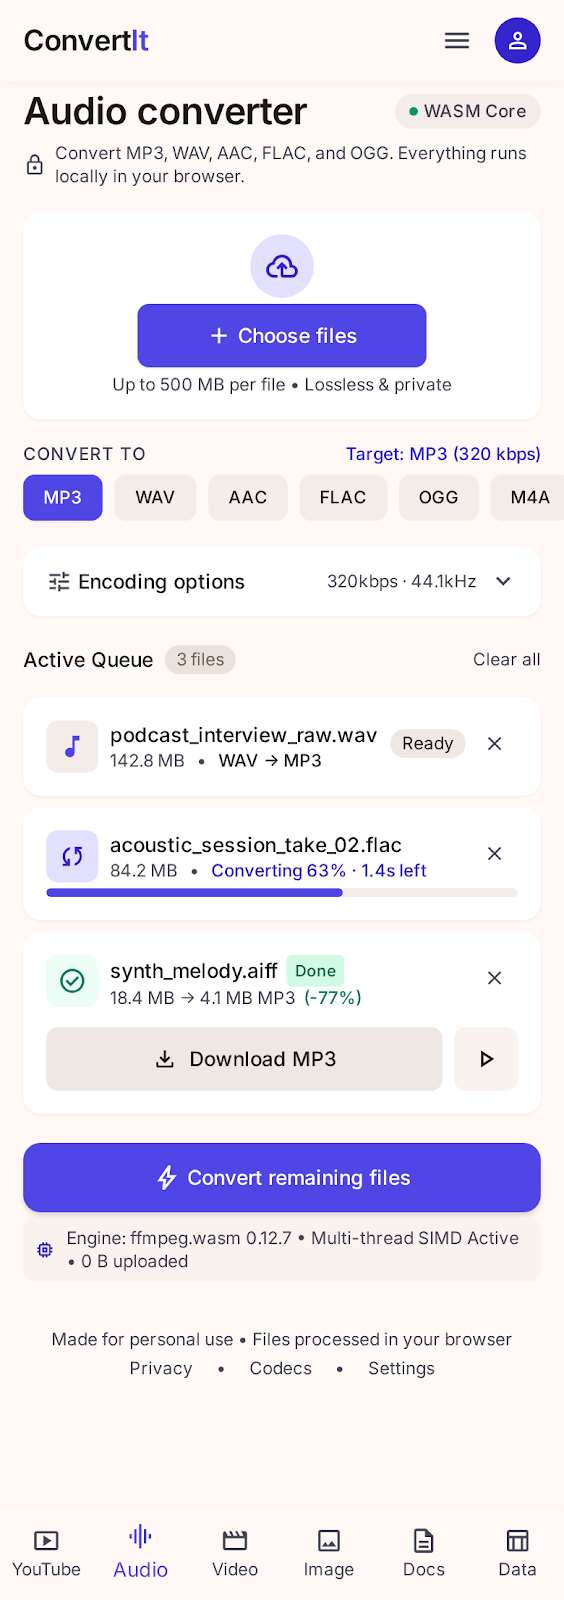 ConvertIt
Audio converter
WASM Core
Convert MP3, WAV, AAC, FLAC, and OGG. Everything runs
locally in your browser.
Choose files
Up to 500 MB per file • Lossless & private
CONVERT TO
Target: MP3 (320 kbps)
MP3 WAV AAC FLAC OGG M4A
Encoding options
320kbps · 44.1kHz
Active Queue
3 files
Clear all
podcast_interview_raw.wav
Ready
142.8 MB • WAV → MP3
acoustic_session_take_02.flac
84.2 MB • Converting 63% · 1.4s left
synth_melody.aiff
Done
18.4 MB → 4.1 MB MP3 (-77%)
Download MP3
Convert remaining files
Engine: ffmpeg.wasm 0.12.7 • Multi-thread SIMD Active
• 0 B uploaded
Made for personal use • Files processed in your browser
Privacy • Codecs • Settings
YouTube Audio Video Image Docs Data